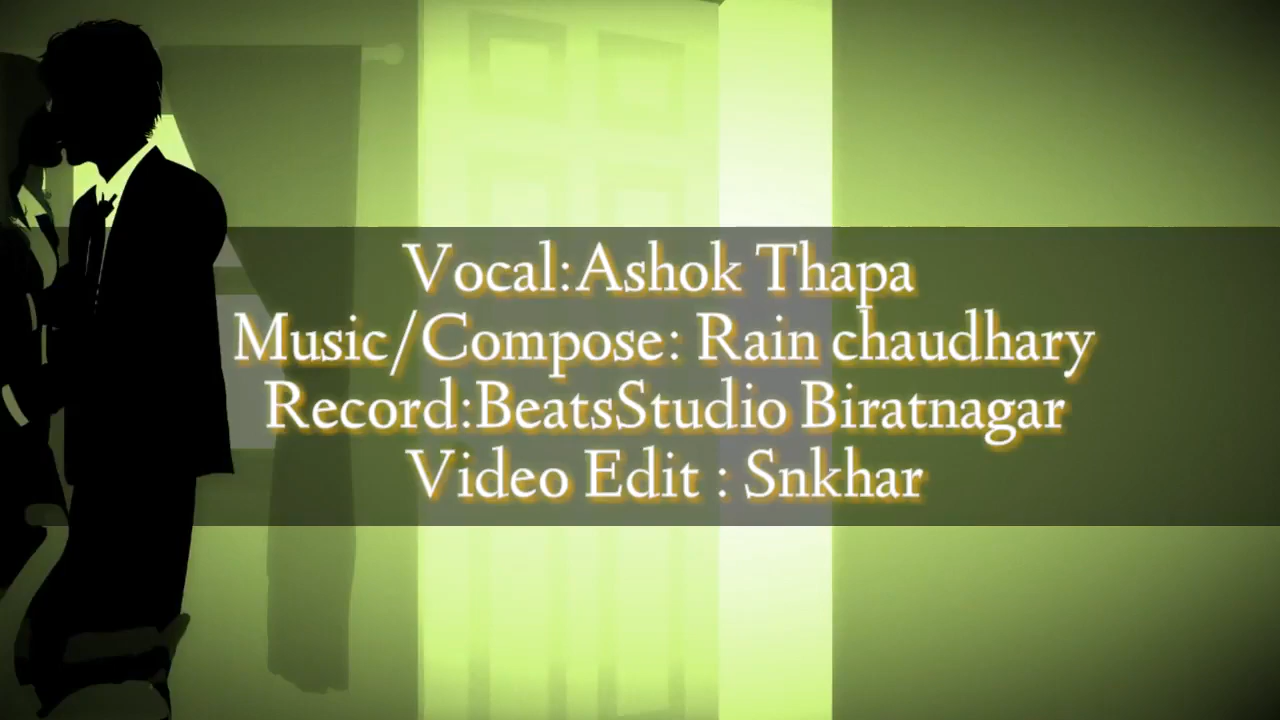 Vocal:Ashok Thapa
Music/Compose: Rain chaudhary
Record:BeatsStudio Biratnagar
Video Edit : Snkhar